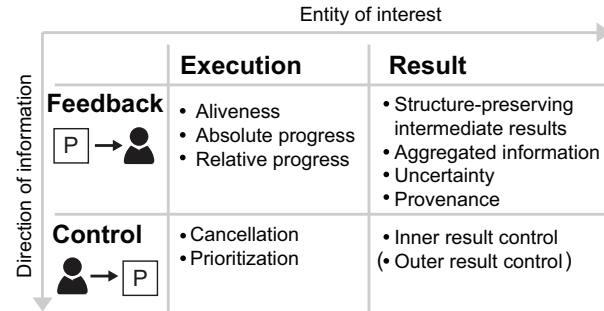 Entity of interest
Direction of information
Execution
Result
Feedback
P
• Aliveness
• Absolute progress
• Relative progress
• Structure-preserving
intermediate results
• Aggregated information
• Uncertainty
• Provenance
Control
P
• Cancellation
• Prioritization
• Inner result control
(• Outer result control)